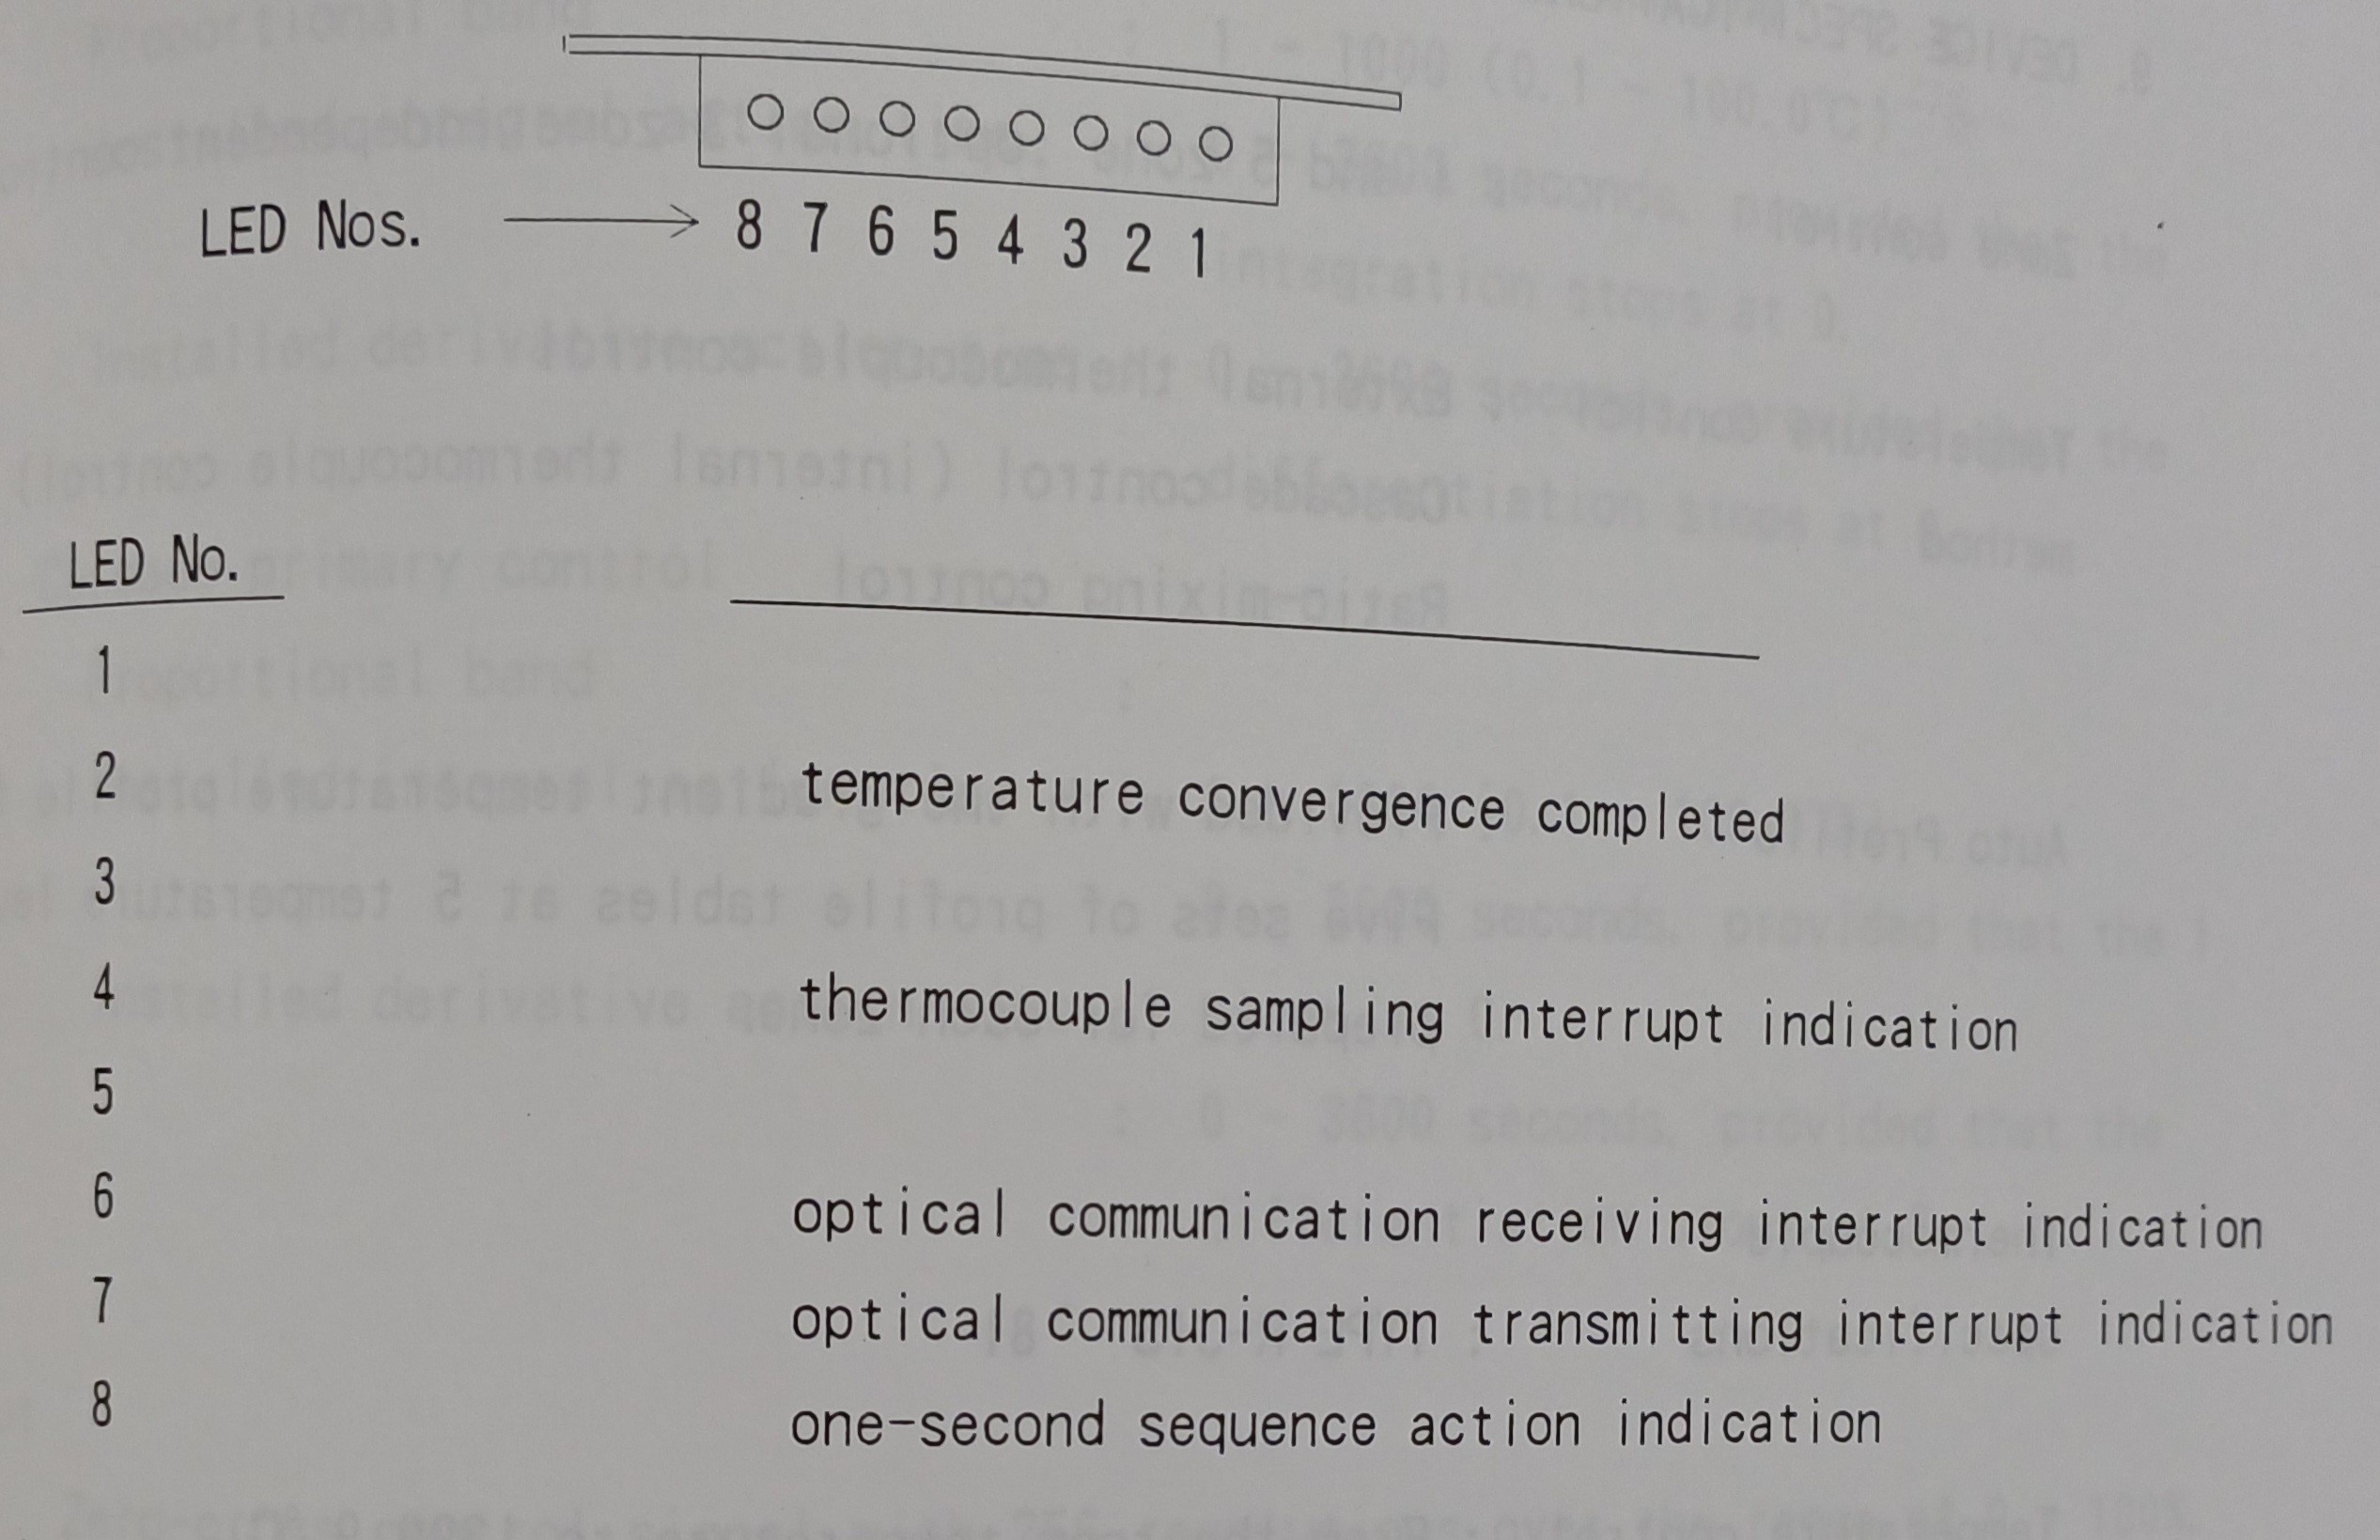 LED Nos. → 8 7 6 5 4 3 2 1
LED No.
1
2 temperature convergence completed
3
4 thermocouple sampling interrupt indication
5
6 optical communication receiving interrupt indication
7 optical communication transmitting interrupt indication
8 one-second sequence action indication